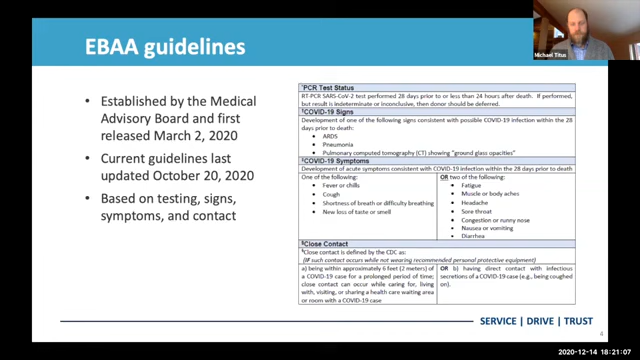 EBAA guidelines
Michael Titus
• Established by the Medical
Advisory Board and first
released March 2, 2020
• Current guidelines last
updated October 20, 2020
• Based on testing, signs,
symptoms, and contact
PCR Test Status
RT-PCR SARS-CoV-2 test performed 28 days prior to or less than 24 hours after death. If performed,
but result is indeterminate or inconclusive, then donor should be deferred.
COVID-19 Signs
Development of one of the following signs consistent with possible COVID-19 infection within the 28
days prior to death:
• ARDS
• Pneumonia
• Pulmonary computed tomography (CT) showing "ground glass opacities"
COVID-19 Symptoms
Development of acute symptoms consistent with COVID-19 infection within the 28 days prior to death
One of the following:
• Fever or chills
• Cough
• Shortness of breath or difficulty breathing
• New loss of taste or smell
OR two of the following:
• Fatigue
• Muscle or body aches
• Headache
• Sore throat
• Congestion or runny nose
• Nausea or vomiting
• Diarrhea
Close Contact
Close contact is defined by the CDC as:
(IF such contact occurs while not wearing recommended personal protective equipment)
a) being within approximately 6 feet (2 meters) of
a COVID-19 case for a prolonged period of time;
close contact can occur while caring for, living
with, visiting, or sharing a health care waiting area
or room with a COVID-19 case
OR b) having direct contact with infectious
secretions of a COVID-19 case (e.g., being coughed
on).
SERVICE | DRIVE | TRUST
4
2020-12-14 18:21:07